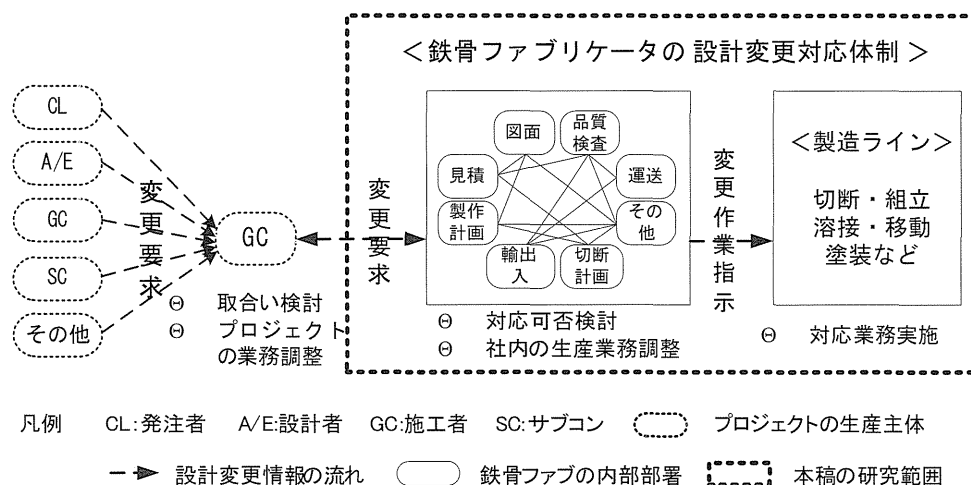 <鉄骨ファブリケータの 設計変更対応体制>
CL
A/E
GC
SC
その他
変更要求
GC
Θ 取合い検討
Θ プロジェクト
の業務調整
変更要求
図面
品質
検査
見積
運送
製作
計画
その
他
輸出
入
切断
計画
Θ 対応可否検討
Θ 社内の生産業務調整
変更作業指示
<製造ライン>
切断・組立
溶接・移動
塗装など
Θ 対応業務実施
凡例 CL:発注者 A/E:設計者 GC:施工者 SC:サブコン プロジェクトの生産主体
設計変更情報の流れ 鉄骨ファブの内部部署 本稿の研究範囲